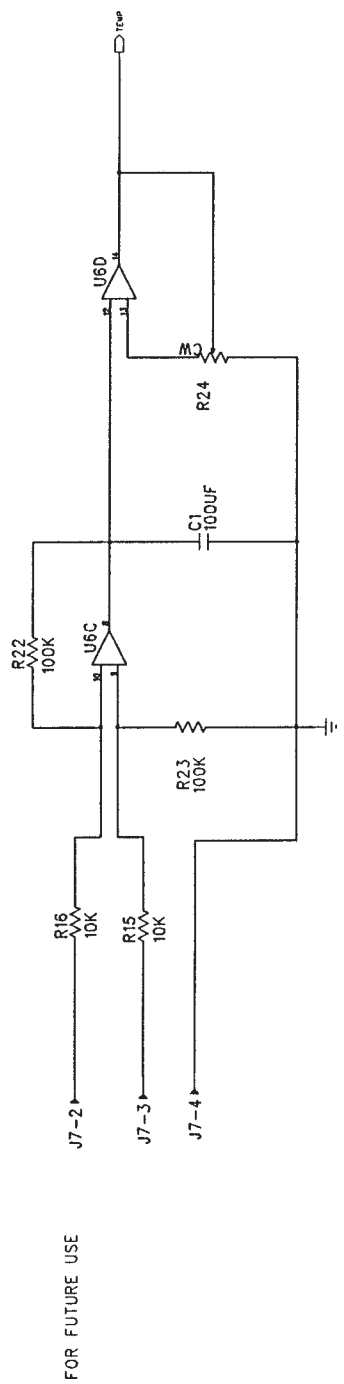 FOR FUTURE USE
J7-2
R16
10K
J7-3
R15
10K
J7-4
R22
100K
10
9
8
U6C
R23
100K
C1
100UF
12
13
14
U6D
CW
R24
TEMP